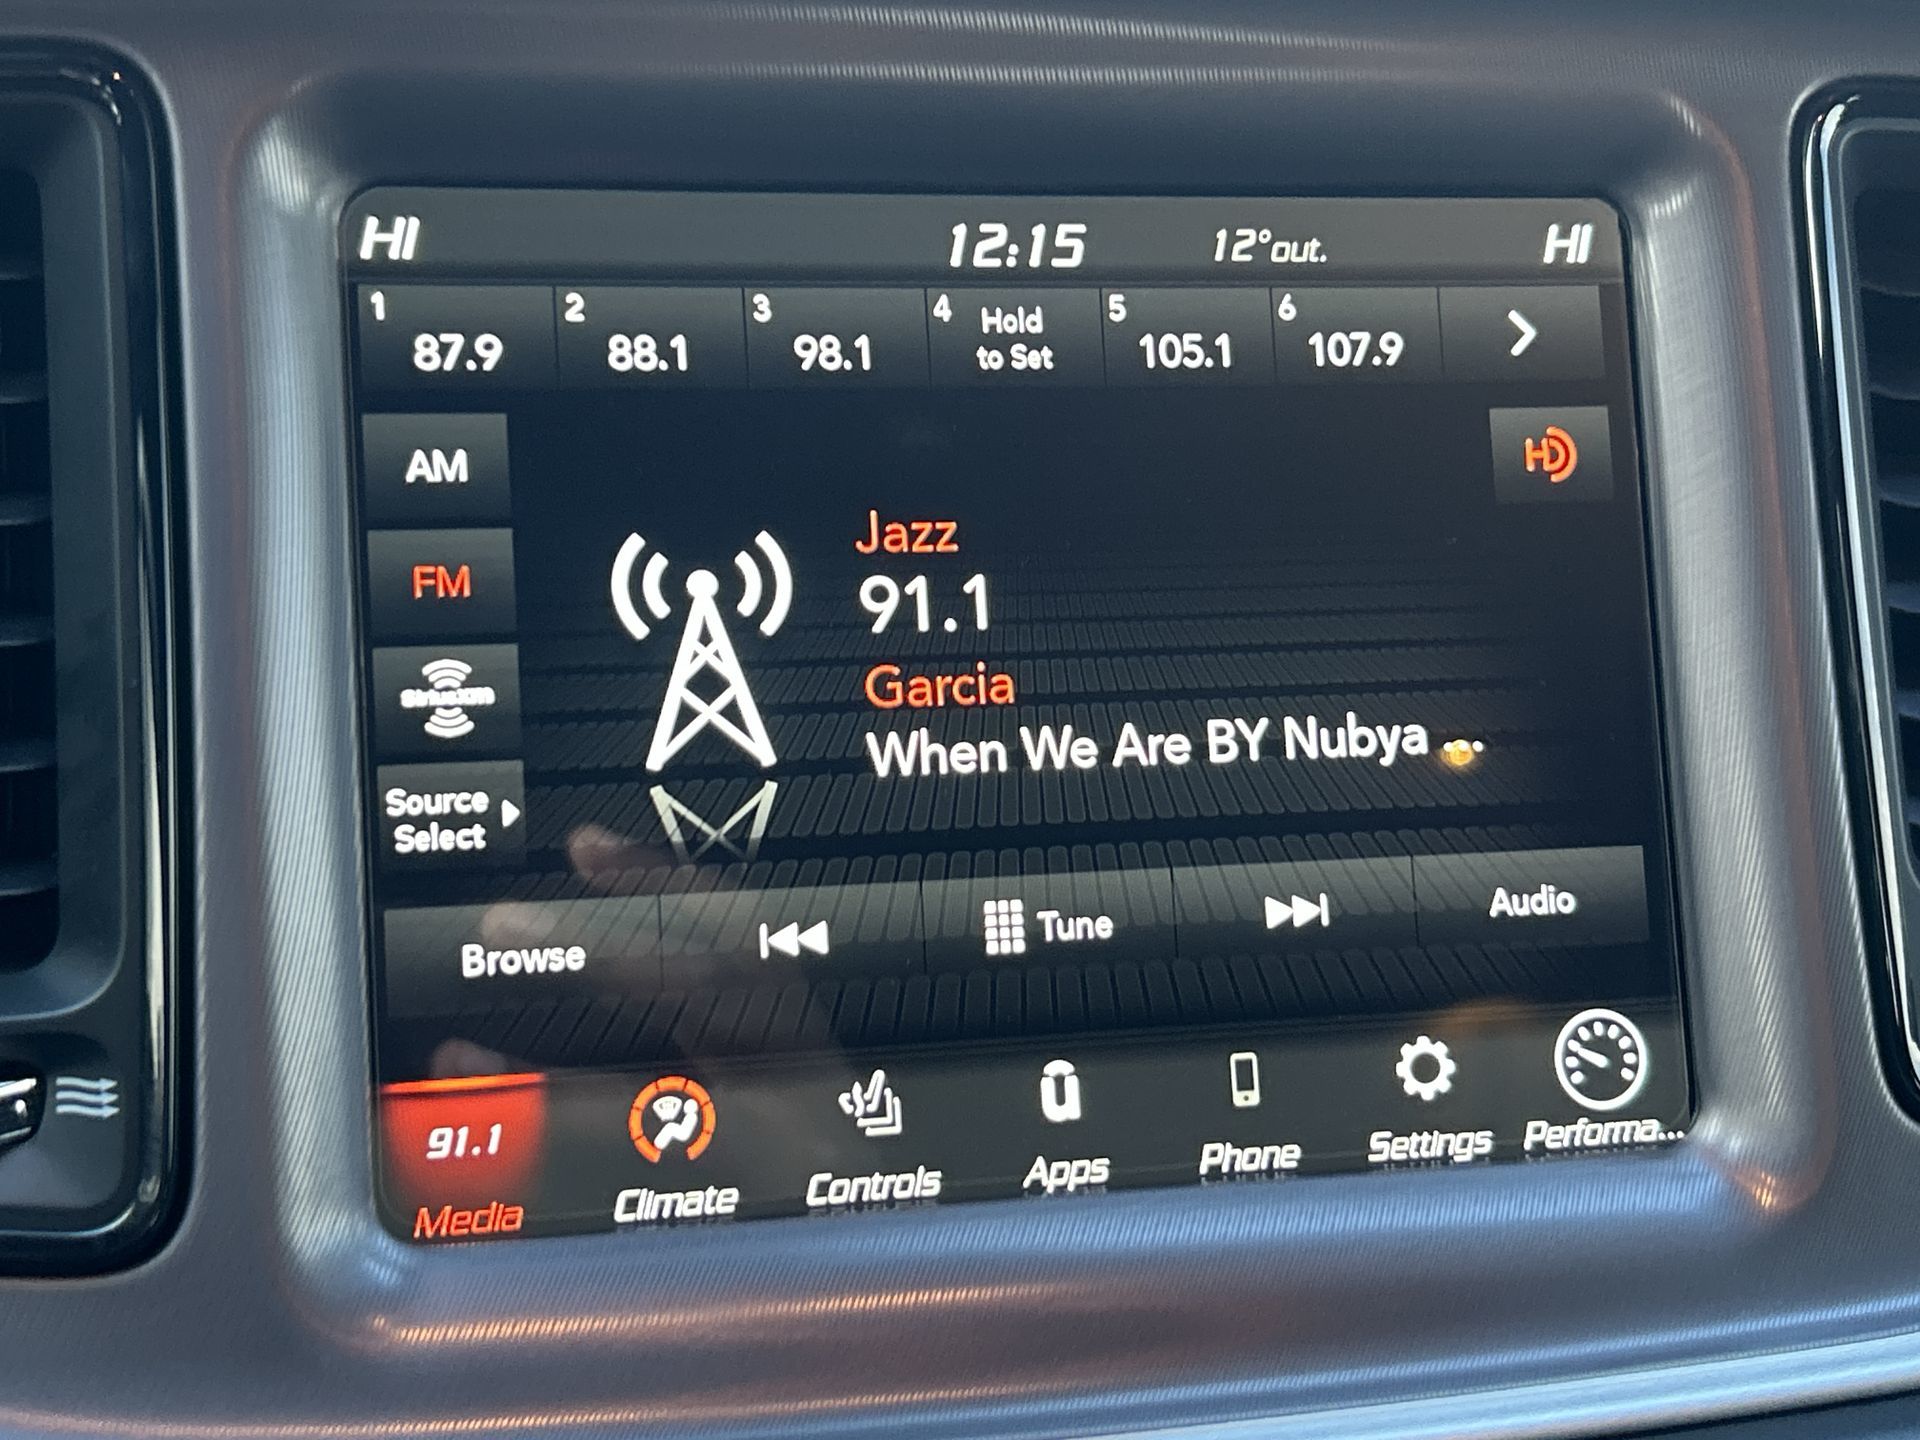 HI 12:15 12°out. HI
1 2 3 4 Hold 5 6
87.9 88.1 98.1 to Set 105.1 107.9
AM
HD
Jazz
FM
91.1
SiriusXM
Garcia
When We Are BY Nubya ...
Source
Select
Browse Tune Audio
91.1
Media Climate Controls Apps Phone Settings Performa...